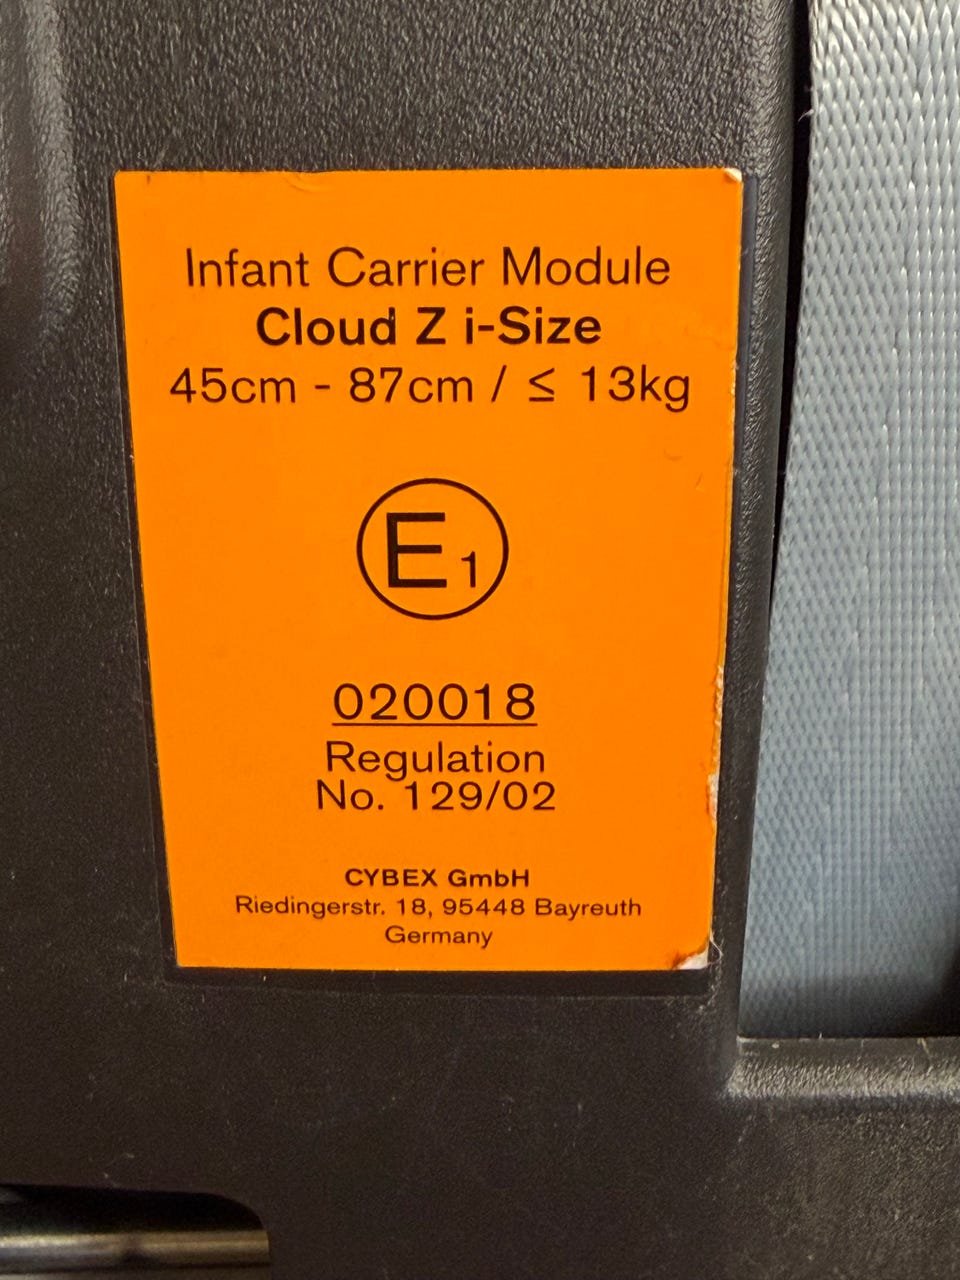 Infant Carrier Module
Cloud Z i-Size
45cm - 87cm / ≤ 13kg
E1
020018
Regulation
No. 129/02
CYBEX GmbH
Riedingerstr. 18, 95448 Bayreuth
Germany